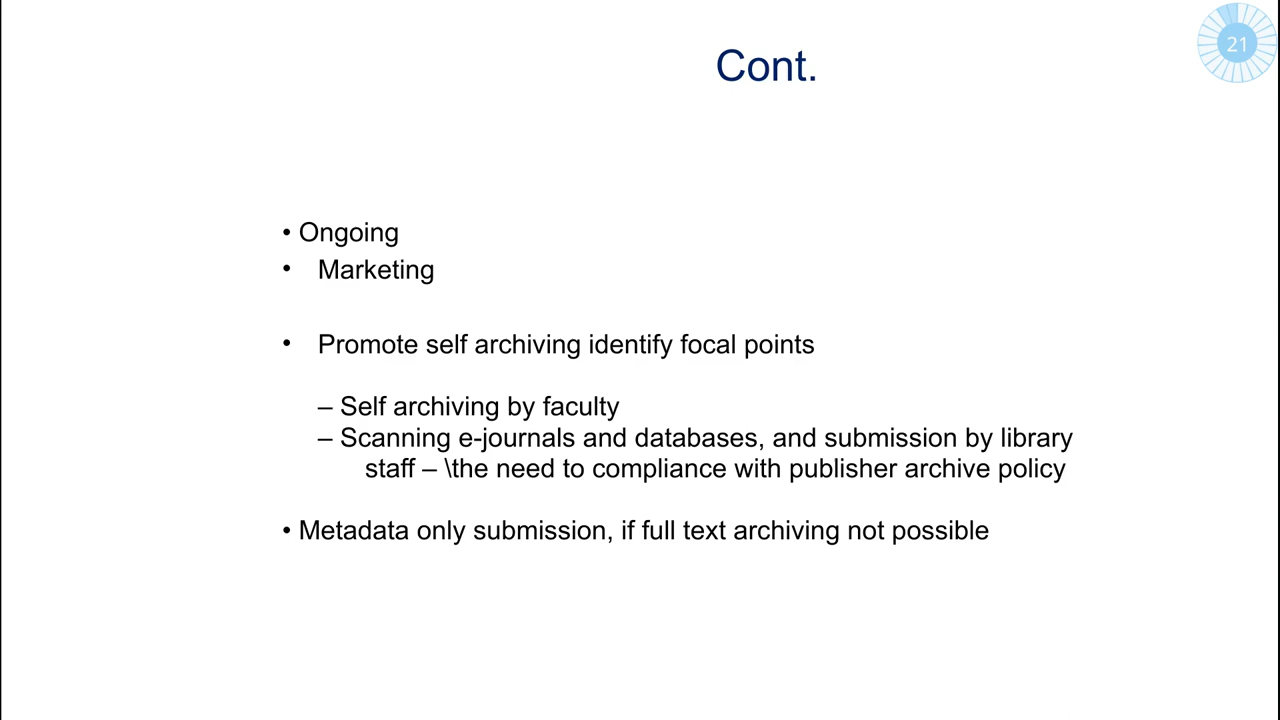 21
Cont.
• Ongoing
• Marketing
• Promote self archiving identify focal points
– Self archiving by faculty
– Scanning e-journals and databases, and submission by library
staff – \the need to compliance with publisher archive policy
• Metadata only submission, if full text archiving not possible